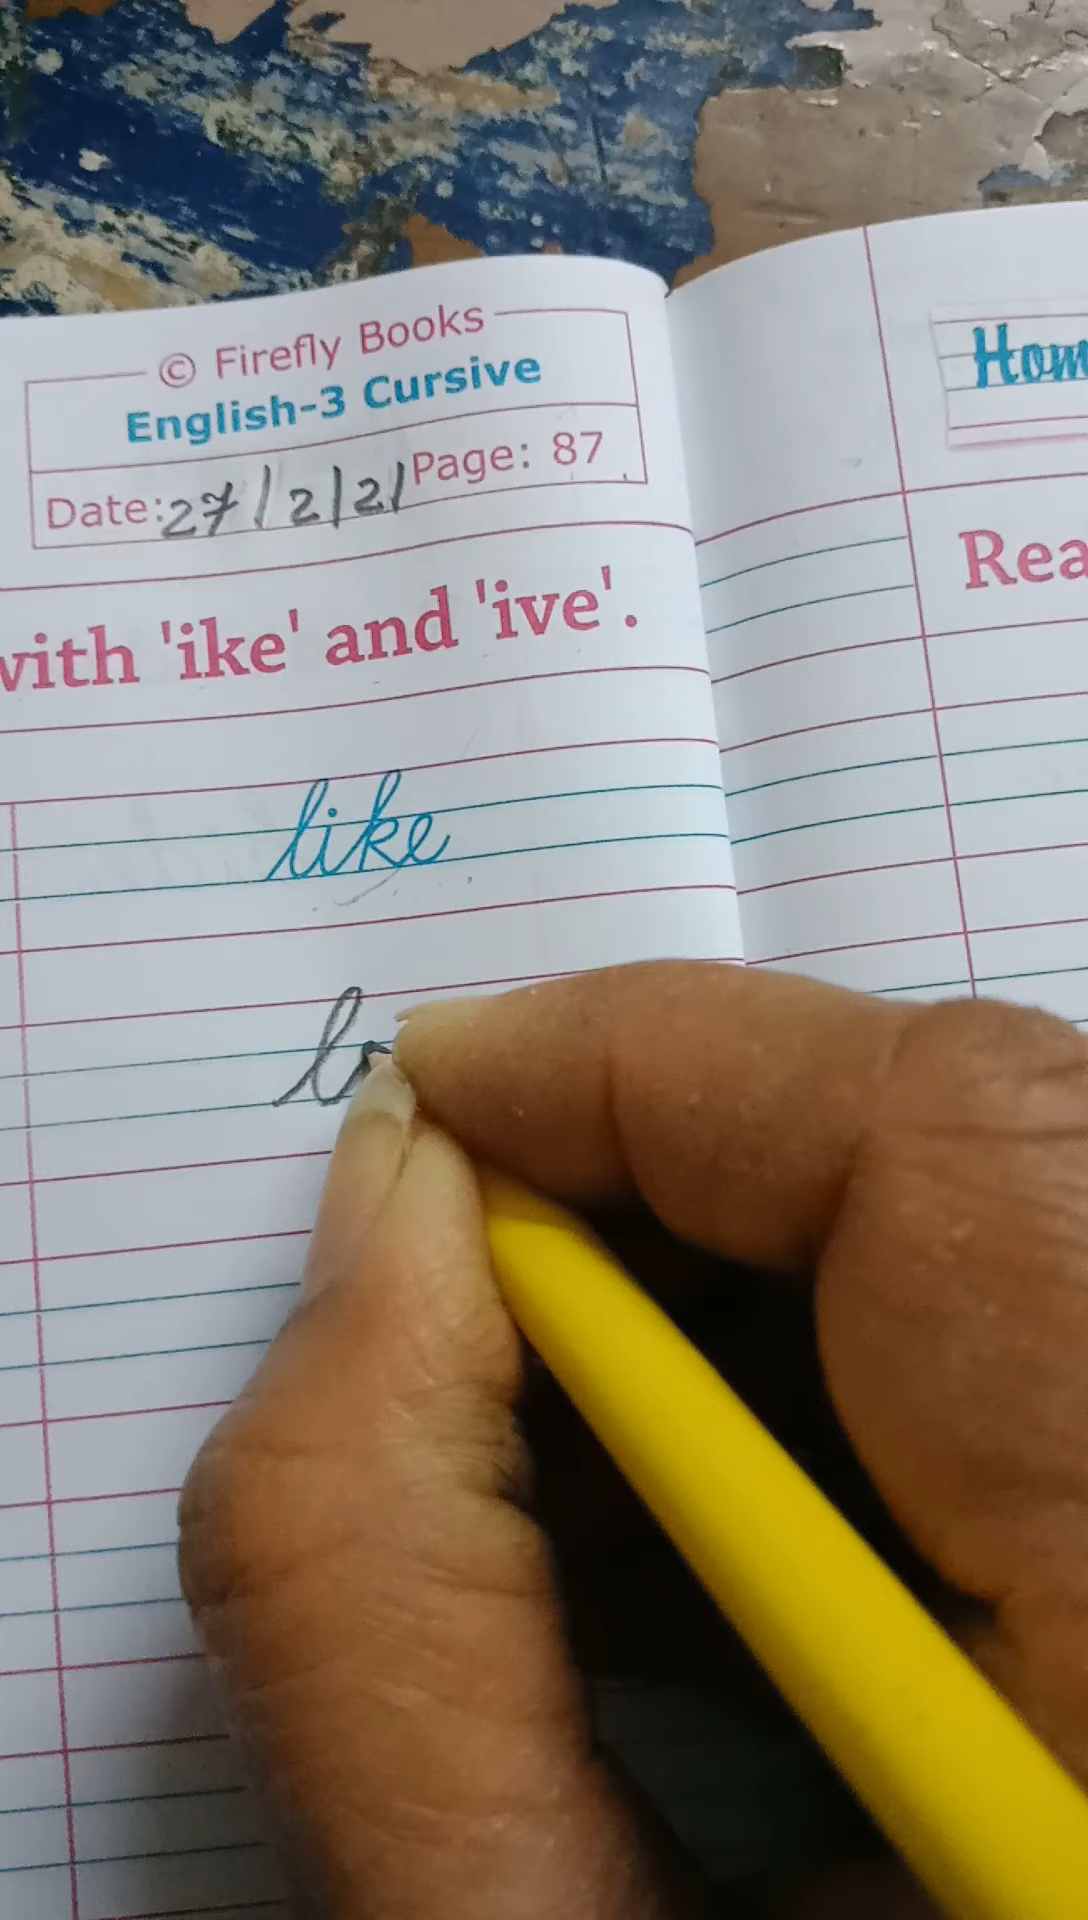 © Firefly Books
English-3 Cursive
Date: 27/2/21 Page: 87
with 'ike' and 'ive'.
like
l
Hom
Rea